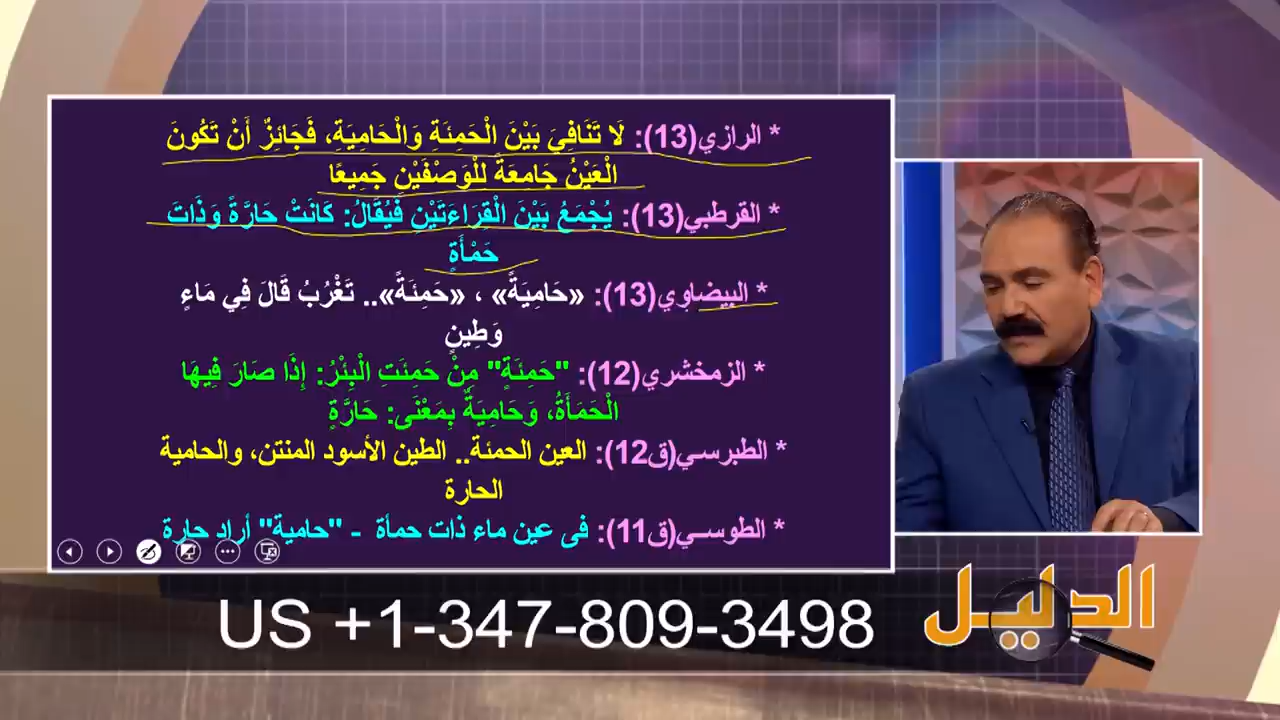 * الرازي(13): لَا تَنَافِيَ بَيْنَ الْحَمِئَةِ وَالْحَامِيَةِ، فَجَائِزٌ أَنْ تَكُونَ
الْعَيْنُ جَامعَةً لِلْوَصْفَيْنِ جَمِيعًا
* القرطبي(13): يُجْمَعُ بَيْنَ الْقِرَاءَتَيْنِ فَيُقَالُ: كَانَتْ حَارَّةً وَذَاتَ
حَمْأَةٍ
* البيضاوي(13): «حَامِيَةً» ، «حَمِئَةً».. تَغْرُبُ قَالَ فِي مَاءٍ
وَطِينٍ
* الزمخشري(12): "حَمِئَةٍ" مِنْ حَمِئَتِ الْبِئْرُ: إِذَا صَارَ فِيهَا
الْحَمَأَةُ، وَحَامِيَةٌ بِمَعْنَى: حَارَّةٍ
* الطبرسي(ق12): العين الحمئة.. الطين الأسود المنتن، والحامية
الحارة
* الطوسي(ق11): فى عين ماء ذات حمأة - "حامية" أراد حارة
US +1-347-809-3498
الدليل